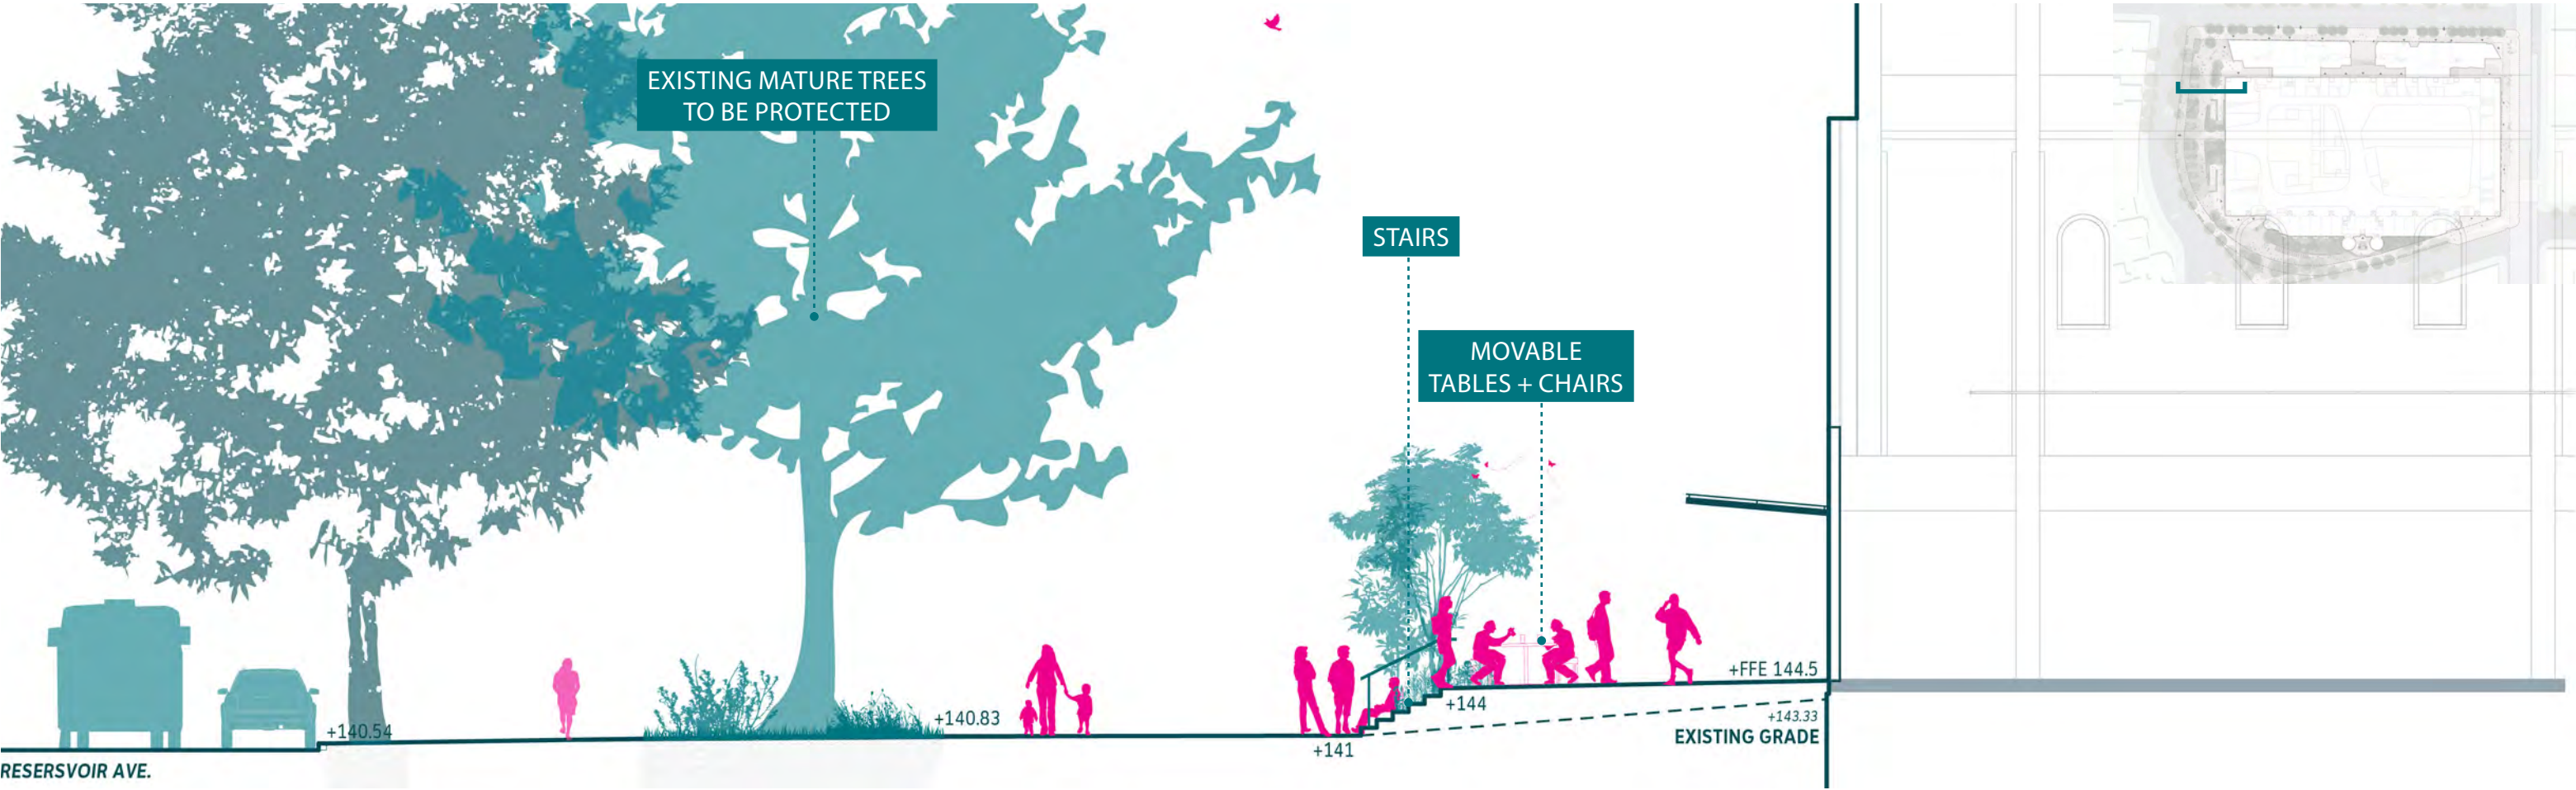 EXISTING MATURE TREES
TO BE PROTECTED
STAIRS
MOVABLE
TABLES + CHAIRS
+FFE 144.5
+144
+143.33
EXISTING GRADE
+140.83
+140.54
+141
RESERSVOIR AVE.